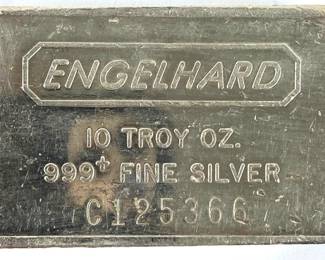 ENGELHARD
10 TROY OZ.
999+ FINE SILVER
C125366